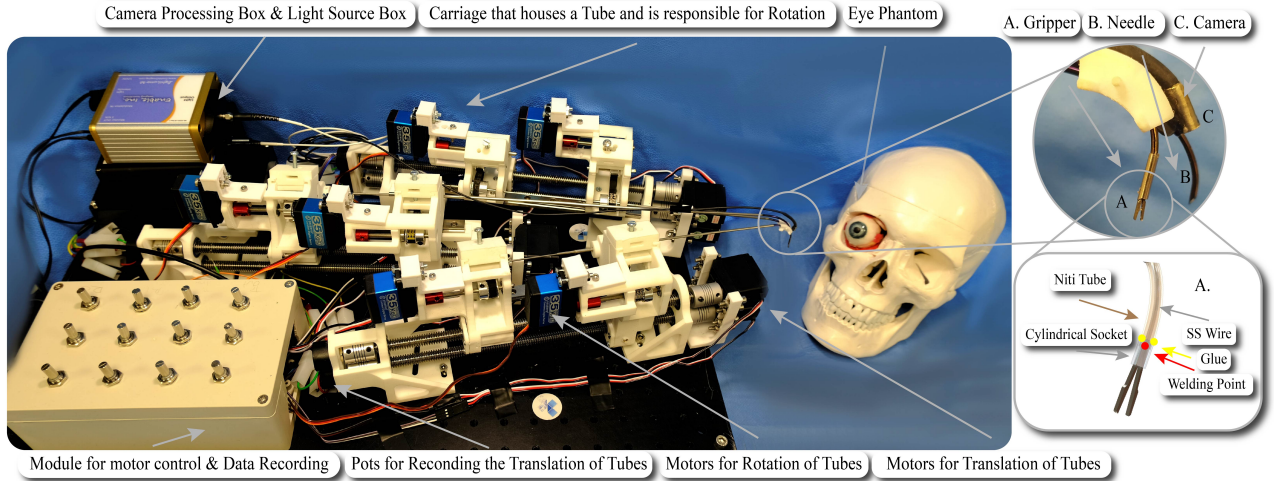 Camera Processing Box & Light Source Box
Carriage that houses a Tube and is responsible for Rotation
Eye Phantom
A. Gripper
B. Needle
C. Camera
C
A
B
A.
Niti Tube
Cylindrical Socket
SS Wire
Glue
Welding Point
Module for motor control & Data Recording
Pots for Reconding the Translation of Tubes
Motors for Rotation of Tubes
Motors for Translation of Tubes